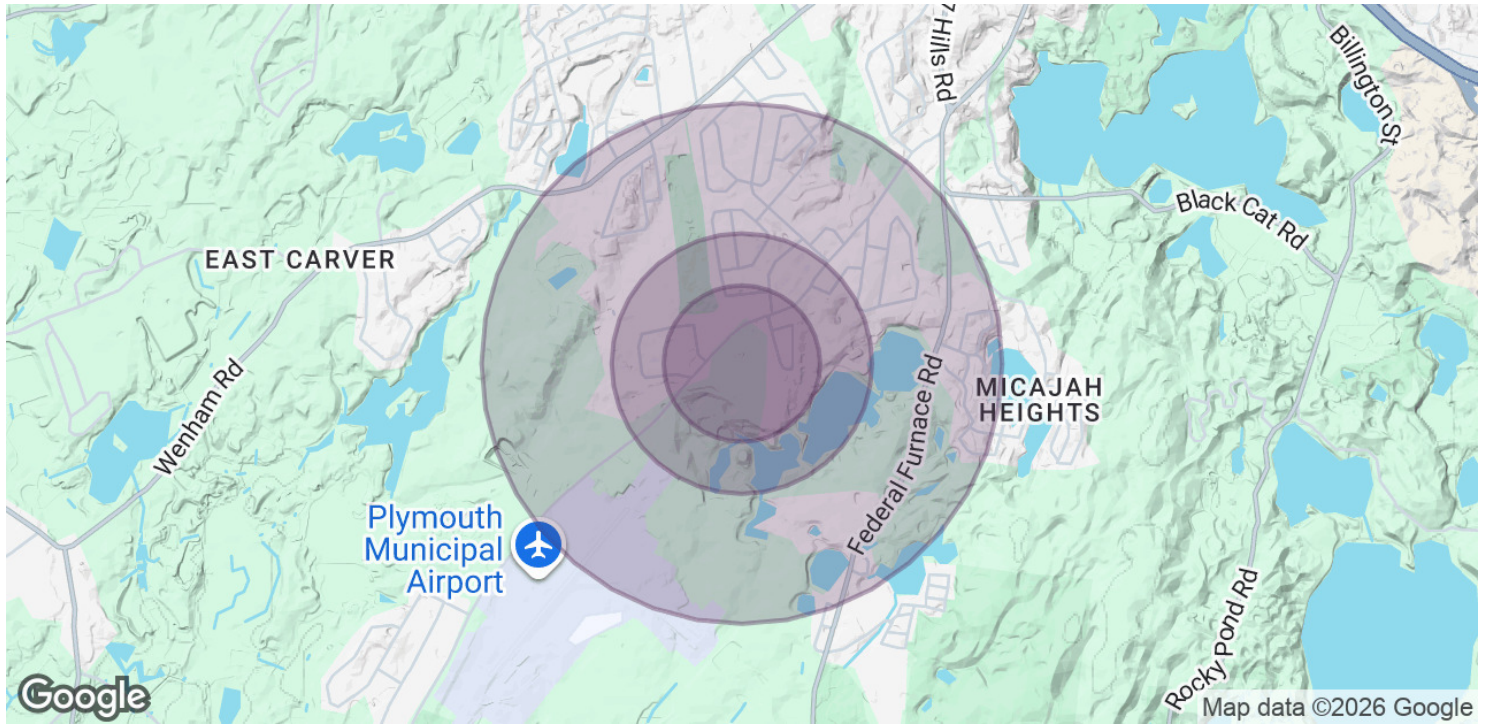 7 Hills Rd
Billington St
Black Cat Rd
EAST CARVER
Wenham Rd
MICAJAH
HEIGHTS
Federal Furnace Rd
Plymouth
Municipal
Airport
Rocky Pond Rd
Google
Map data ©2026 Google